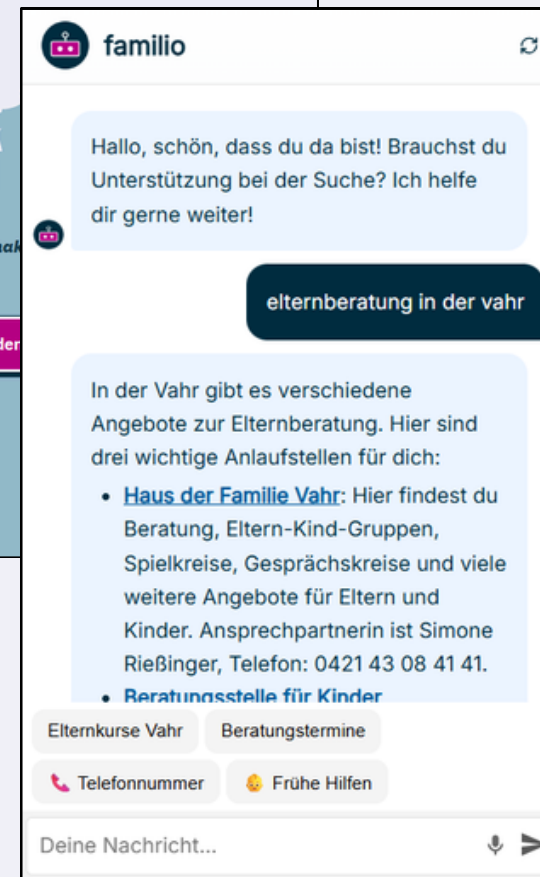 familio
Hallo, schön, dass du da bist! Brauchst du
Unterstützung bei der Suche? Ich helfe
dir gerne weiter!
elternberatung in der vahr
In der Vahr gibt es verschiedene
Angebote zur Elternberatung. Hier sind
drei wichtige Anlaufstellen für dich:
• Haus der Familie Vahr: Hier findest du
Beratung, Eltern-Kind-Gruppen,
Spielkreise, Gesprächskreise und viele
weitere Angebote für Eltern und
Kinder. Ansprechpartnerin ist Simone
Rießinger, Telefon: 0421 43 08 41 41.
• Beratungsstelle für Kinder
Elternkurse Vahr Beratungstermine
📞 Telefonnummer 👶 Frühe Hilfen
Deine Nachricht...